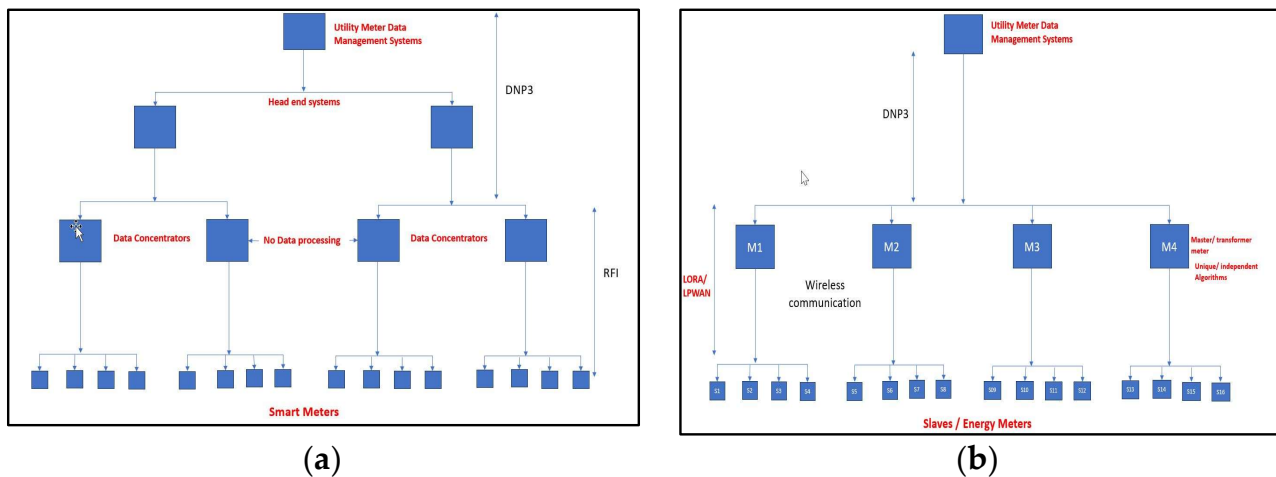 Utility Meter Data
Management Systems
DNP3
Head end systems
Data Concentrators
No Data processing
Data Concentrators
RFI
Smart Meters
(a)
Utility Meter Data
Management Systems
DNP3
M1
M2
M3
M4
Master/ transformer
meter
Unique/ independent
Algorithms
LORA/
LPWAN
Wireless
communication
S1
S2
S3
S4
S5
S6
S7
S8
S09
S10
S11
S12
S13
S14
S15
S16
Slaves / Energy Meters
(b)